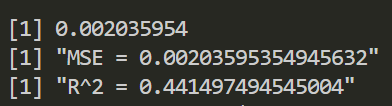 [1] 0.002035954
[1] "MSE = 0.00203595354945632"
[1] "R^2 = 0.441497494545004"